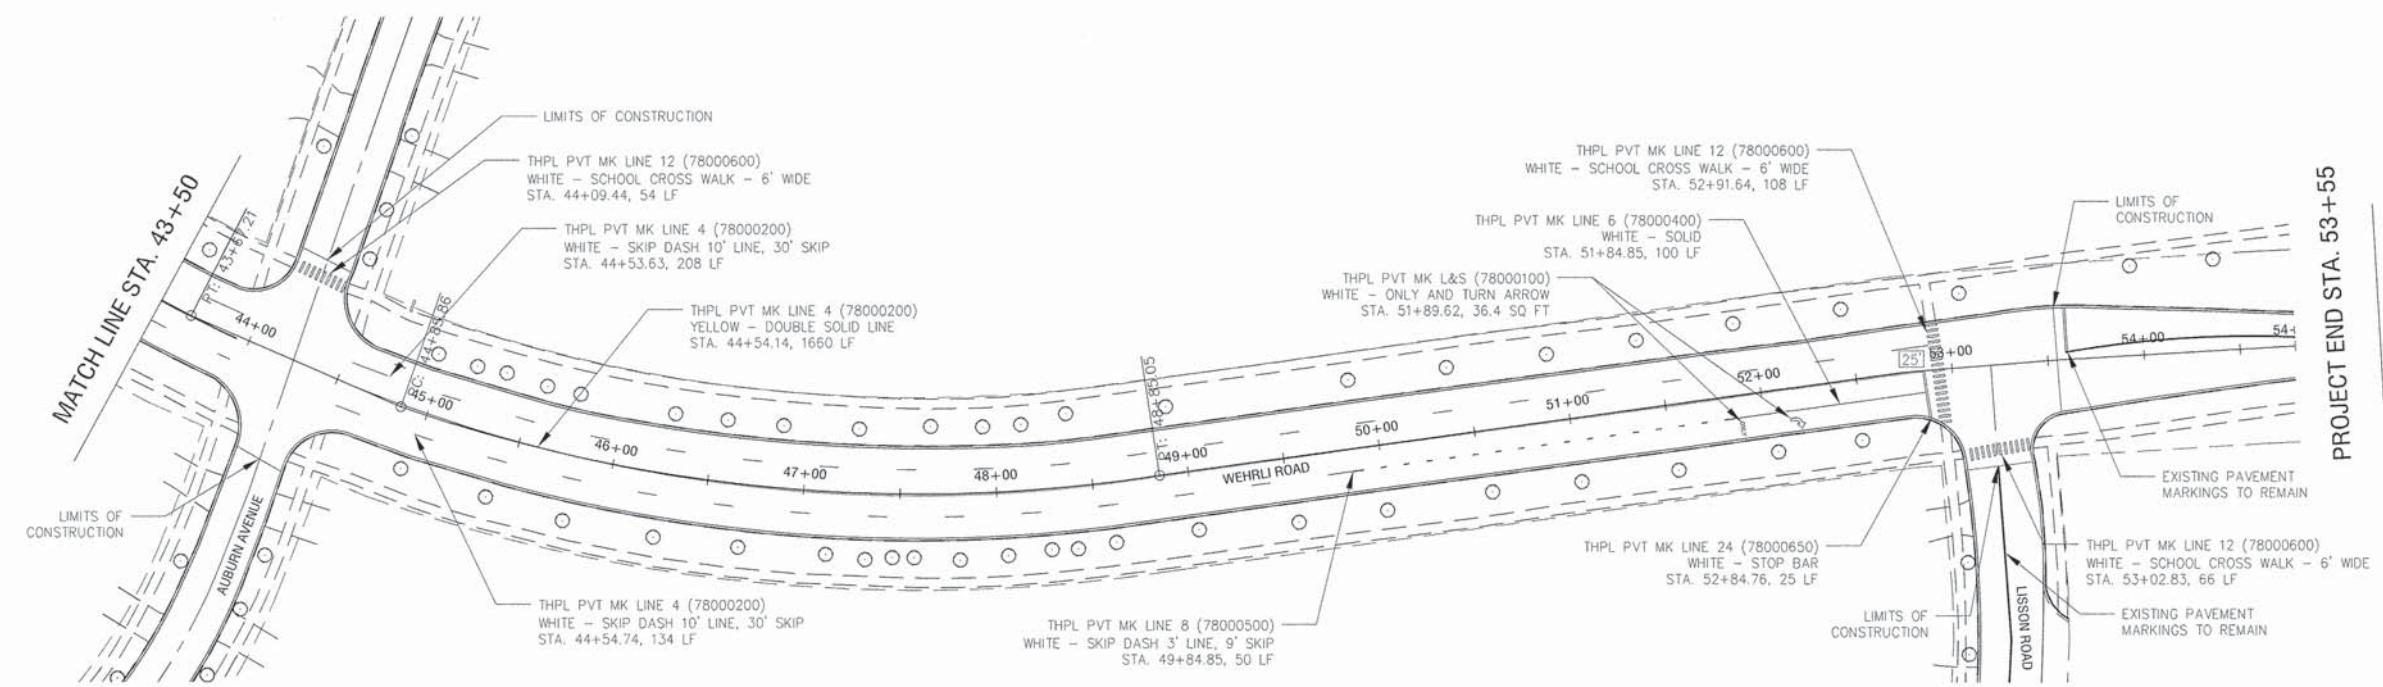 MATCH LINE STA. 43+50
PT: 43+67.21
44+00
LIMITS OF CONSTRUCTION
THPL PVT MK LINE 12 (78000600)
WHITE – SCHOOL CROSS WALK – 6' WIDE
STA. 44+09.44, 54 LF
THPL PVT MK LINE 4 (78000200)
WHITE – SKIP DASH 10' LINE, 30' SKIP
STA. 44+53.63, 208 LF
THPL PVT MK LINE 4 (78000200)
YELLOW – DOUBLE SOLID LINE
STA. 44+54.14, 1660 LF
PC: 44+85.86
45+00
46+00
47+00
48+00
PT: 48+85.05
49+00
50+00
51+00
52+00
53+00
54+00
WEHRLI ROAD
THPL PVT MK LINE 12 (78000600)
WHITE – SCHOOL CROSS WALK – 6' WIDE
STA. 52+91.64, 108 LF
THPL PVT MK LINE 6 (78000400)
WHITE – SOLID
STA. 51+84.85, 100 LF
THPL PVT MK L&S (78000100)
WHITE – ONLY AND TURN ARROW
STA. 51+89.62, 36.4 SQ FT
25'
LIMITS OF
CONSTRUCTION
PROJECT END STA. 53+55
EXISTING PAVEMENT
MARKINGS TO REMAIN
LIMITS OF
CONSTRUCTION
AUBURN AVENUE
THPL PVT MK LINE 4 (78000200)
WHITE – SKIP DASH 10' LINE, 30' SKIP
STA. 44+54.74, 134 LF
THPL PVT MK LINE 8 (78000500)
WHITE – SKIP DASH 3' LINE, 9' SKIP
STA. 49+84.85, 50 LF
THPL PVT MK LINE 24 (78000650)
WHITE – STOP BAR
STA. 52+84.76, 25 LF
THPL PVT MK LINE 12 (78000600)
WHITE – SCHOOL CROSS WALK – 6' WIDE
STA. 53+02.83, 66 LF
LIMITS OF
CONSTRUCTION
LISSON ROAD
EXISTING PAVEMENT
MARKINGS TO REMAIN